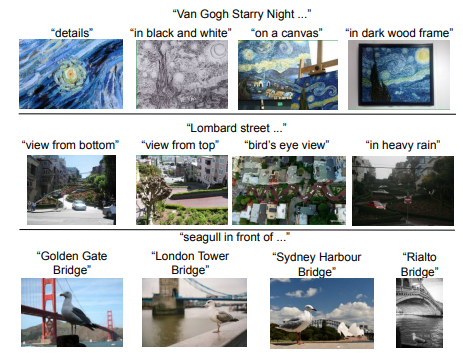 “Van Gogh Starry Night ...”
“details” “in black and white” “on a canvas” “in dark wood frame”
“Lombard street ...”
“view from bottom” “view from top” “bird’s eye view” “in heavy rain”
“seagull in front of ...”
“Golden Gate Bridge” “London Tower Bridge” “Sydney Harbour Bridge” “Rialto Bridge”